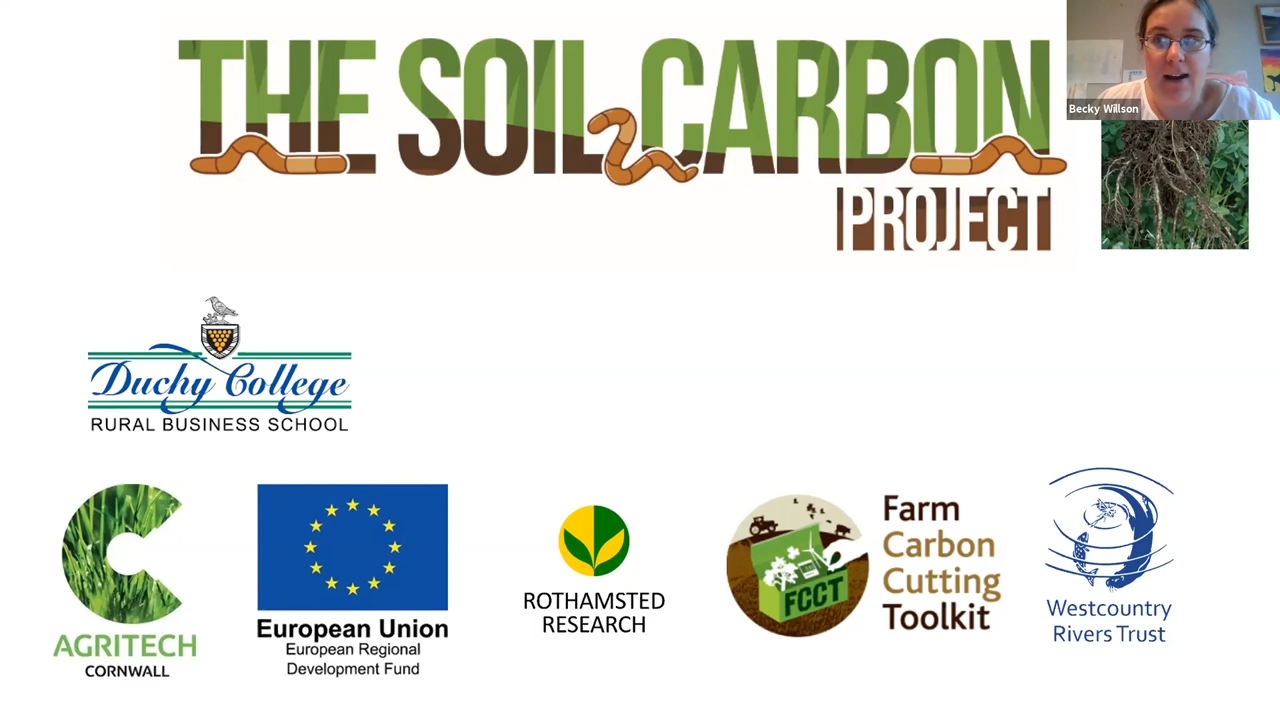 THE SOIL CARBON
PROJECT
Becky Willson
Duchy College
RURAL BUSINESS SCHOOL
AGRITECH
CORNWALL
European Union
European Regional
Development Fund
ROTHAMSTED
RESEARCH
FCCT
Farm
Carbon
Cutting
Toolkit
Westcountry
Rivers Trust